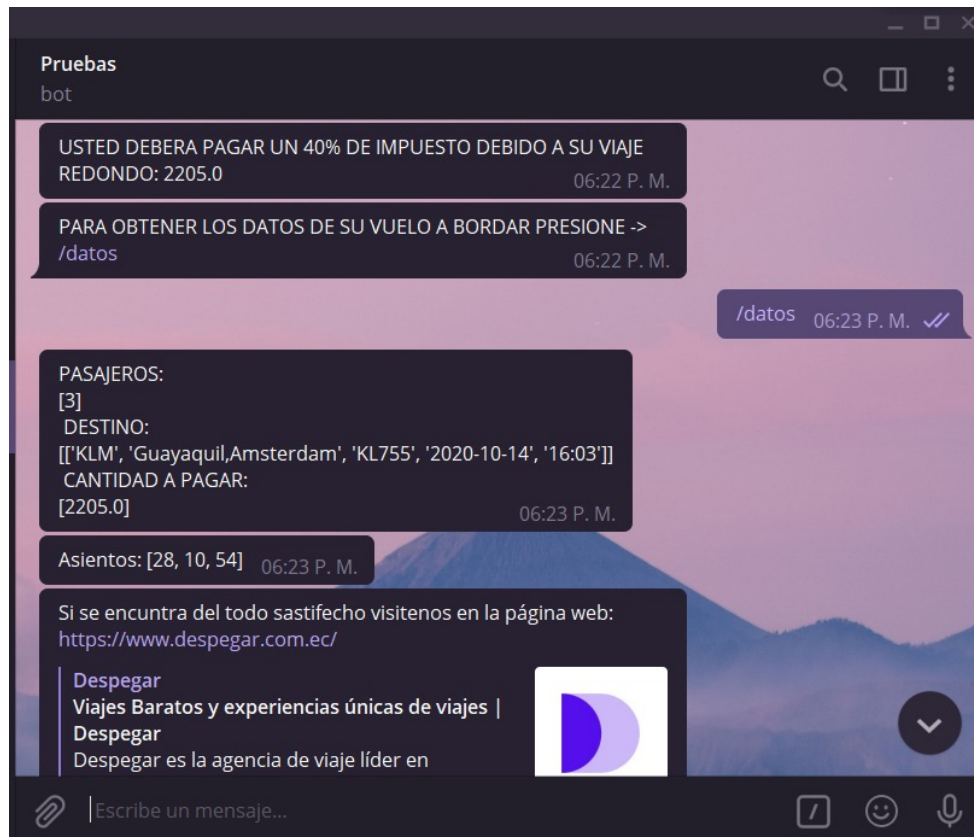 Pruebas
bot
USTED DEBERA PAGAR UN 40% DE IMPUESTO DEBIDO A SU VIAJE
REDONDO: 2205.0
06:22 P. M.
PARA OBTENER LOS DATOS DE SU VUELO A BORDAR PRESIONE ->
/datos
06:22 P. M.
/datos 06:23 P. M.
PASAJEROS:
[3]
DESTINO:
[['KLM', 'Guayaquil,Amsterdam', 'KL755', '2020-10-14', '16:03']]
CANTIDAD A PAGAR:
[2205.0]
06:23 P. M.
Asientos: [28, 10, 54] 06:23 P. M.
Si se encuntra del todo sastifecho visitenos en la página web:
https://www.despegar.com.ec/
Despegar
Viajes Baratos y experiencias únicas de viajes |
Despegar
Despegar es la agencia de viaje líder en
Escribe un mensaje...